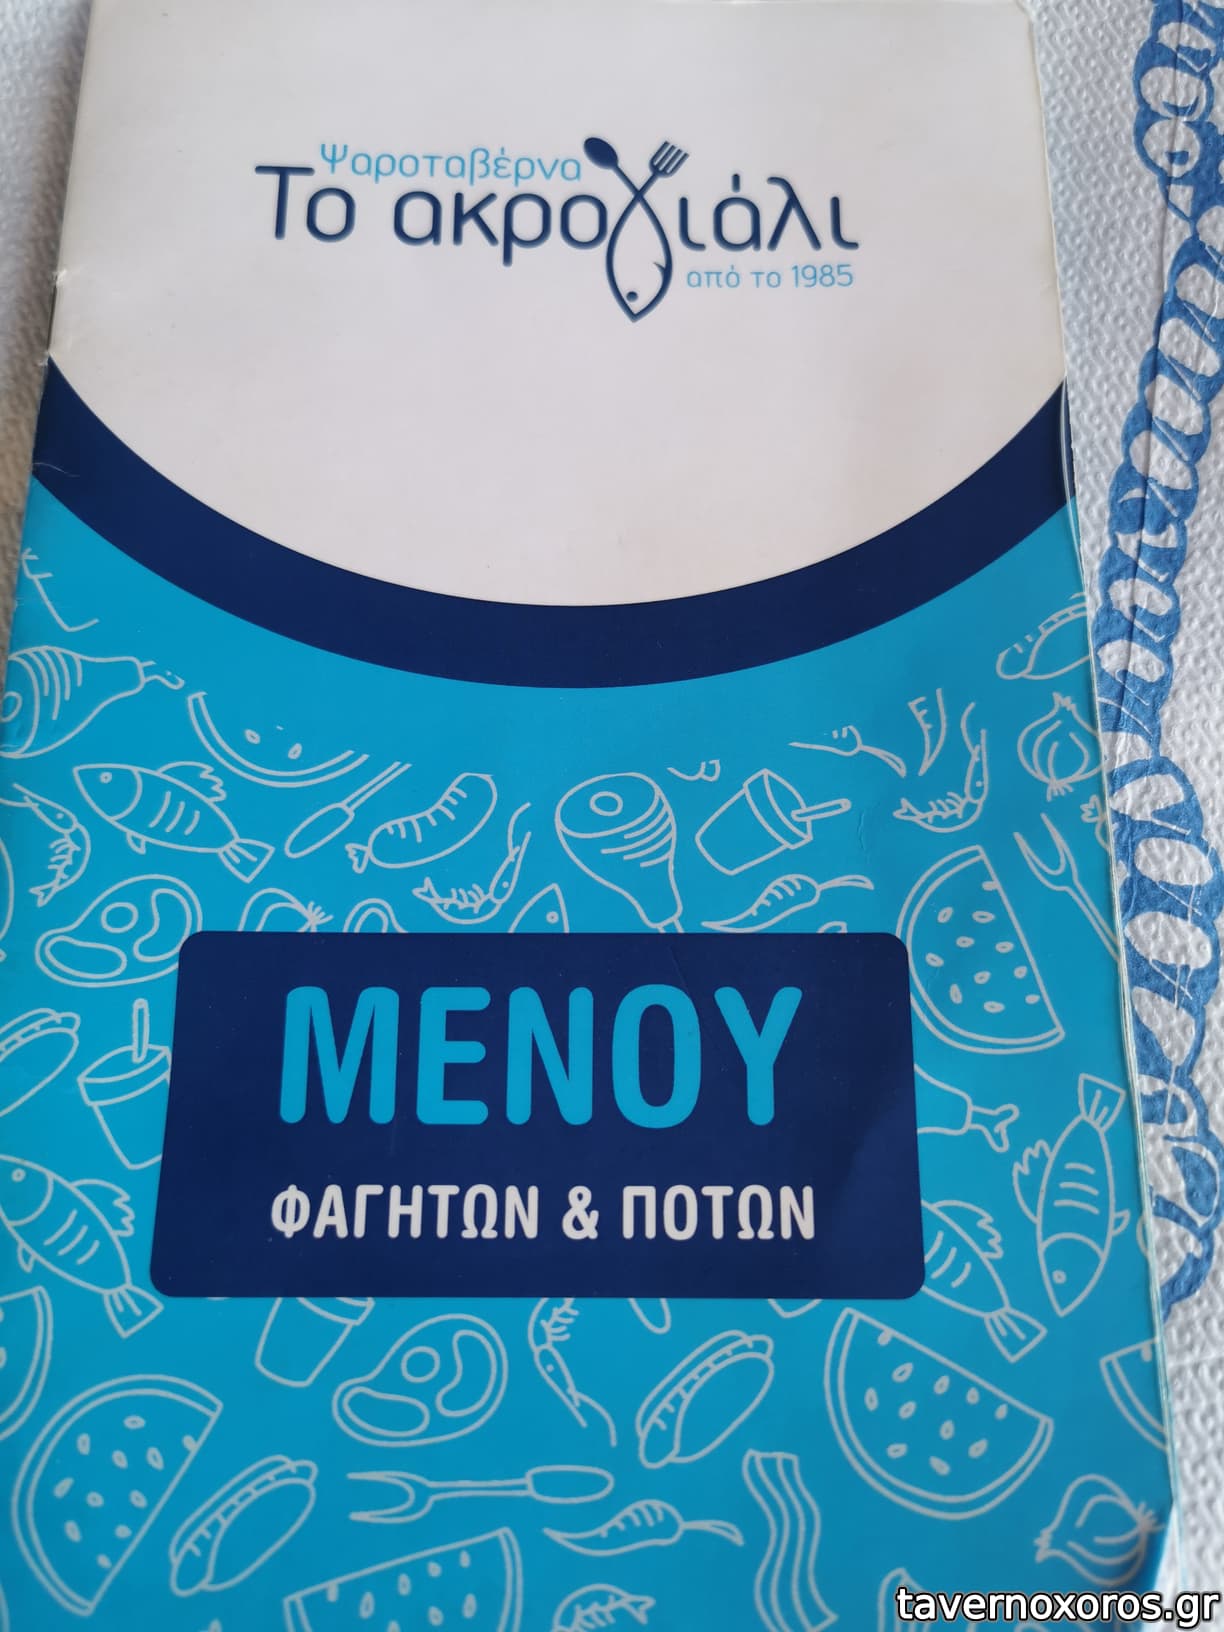 Ψαροταβέρνα
Το ακρογιάλι
από το 1985
ΜΕΝΟΥ
ΦΑΓΗΤΩΝ & ΠΟΤΩΝ
tavernoxoros.gr